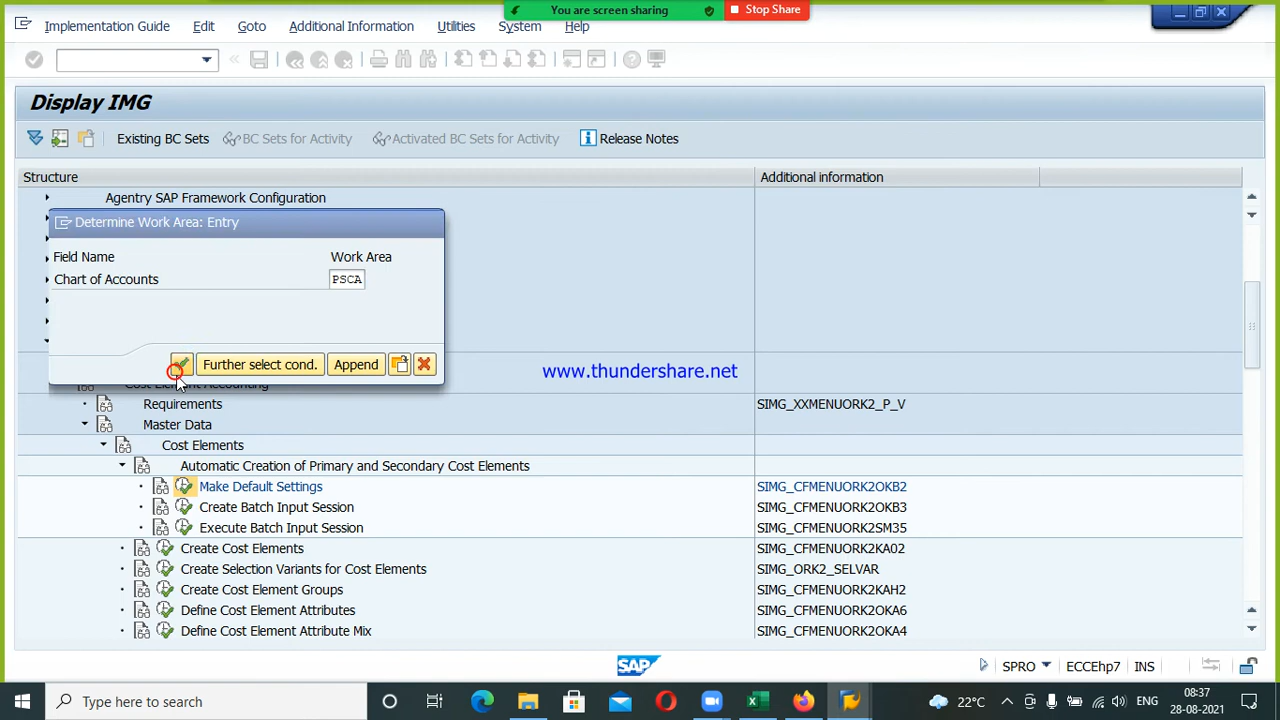 You are screen sharing
Stop Share
Implementation Guide Edit Goto Additional Information Utilities System Help
Display IMG
Existing BC Sets BC Sets for Activity Activated BC Sets for Activity Release Notes
Structure Additional information
Agentry SAP Framework Configuration
Determine Work Area: Entry
Field Name Work Area
Chart of Accounts PSCA
Further select cond. Append
www.thundershare.net
Cost Element Accounting
Requirements SIMG_XXMENUORK2_P_V
Master Data
Cost Elements
Automatic Creation of Primary and Secondary Cost Elements
Make Default Settings SIMG_CFMENUORK2OKB2
Create Batch Input Session SIMG_CFMENUORK2OKB3
Execute Batch Input Session SIMG_CFMENUORK2SM35
Create Cost Elements SIMG_CFMENUORK2KA02
Create Selection Variants for Cost Elements SIMG_ORK2_SELVAR
Create Cost Element Groups SIMG_CFMENUORK2KAH2
Define Cost Element Attributes SIMG_CFMENUORK2OKA6
Define Cost Element Attribute Mix SIMG_CFMENUORK2OKA4
SAP SPRO ECCEhp7 INS
Type here to search 22°C ENG 08:37
28-08-2021